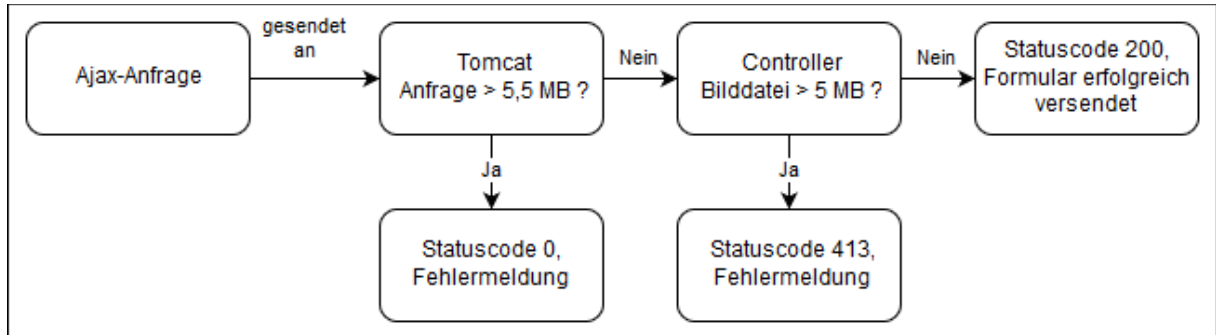 Ajax-Anfrage
gesendet
an
Tomcat
Anfrage > 5,5 MB ?
Nein
Controller
Bilddatei > 5 MB ?
Nein
Statuscode 200,
Formular erfolgreich
versendet
Ja
Ja
Statuscode 0,
Fehlermeldung
Statuscode 413,
Fehlermeldung